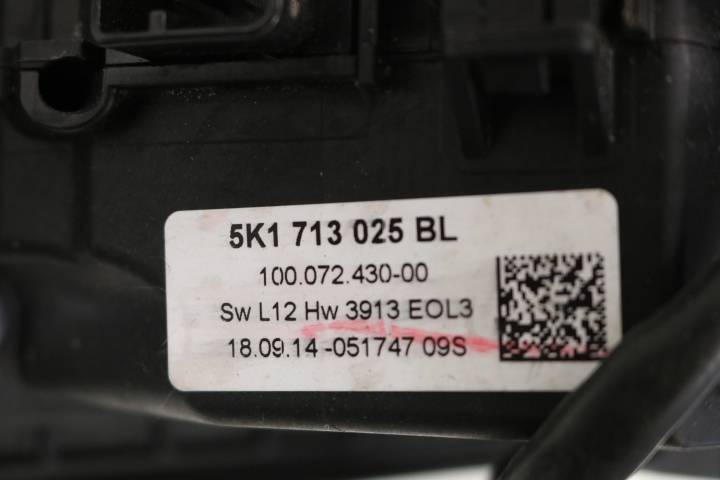 5K1 713 025 BL
100.072.430-00
Sw L12 Hw 3913 EOL3
18.09.14-051747 09S